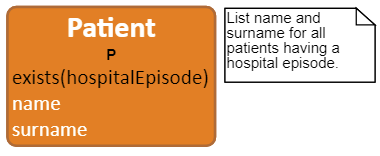 Patient
P
exists(hospitalEpisode)
name
surname
List name and
surname for all
patients having a
hospital episode.